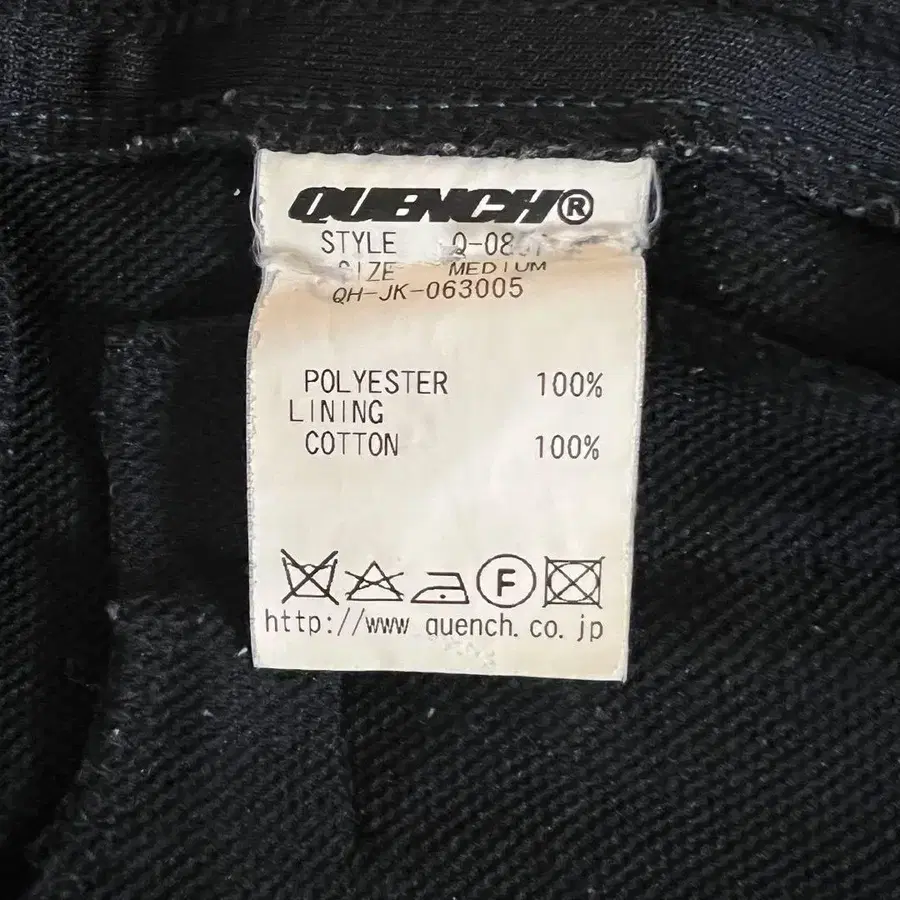 QUENCH®
STYLE
SIZE MEDIUM
QH-JK-063005
POLYESTER 100%
LINING
COTTON 100%
F
http://www quench. co. jp